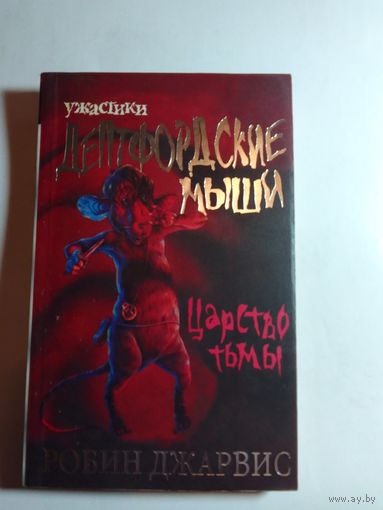 ужастики
ДЕПТФОРДСКИЕ
МЫШИ
Царство
тьмы
РОБИН ДЖАРВИС
www.ay.by